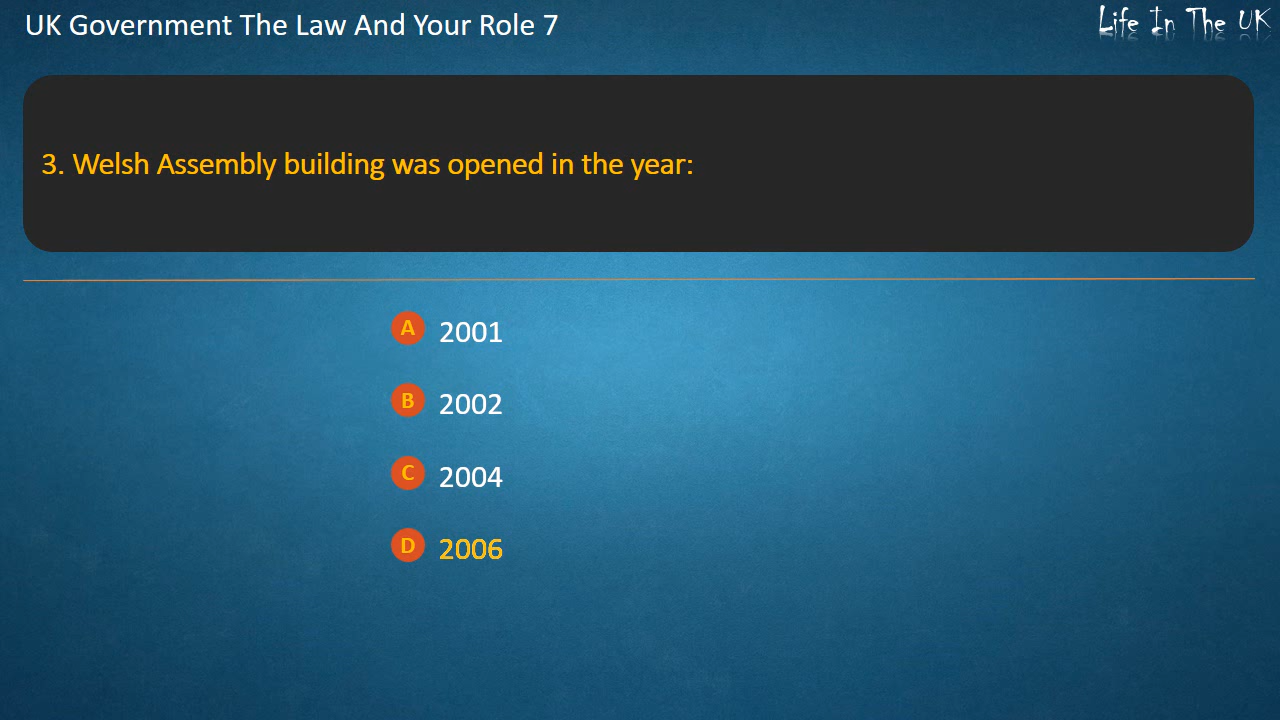 UK Government The Law And Your Role 7
Life In The UK
3. Welsh Assembly building was opened in the year:
A 2001
B 2002
C 2004
D 2006